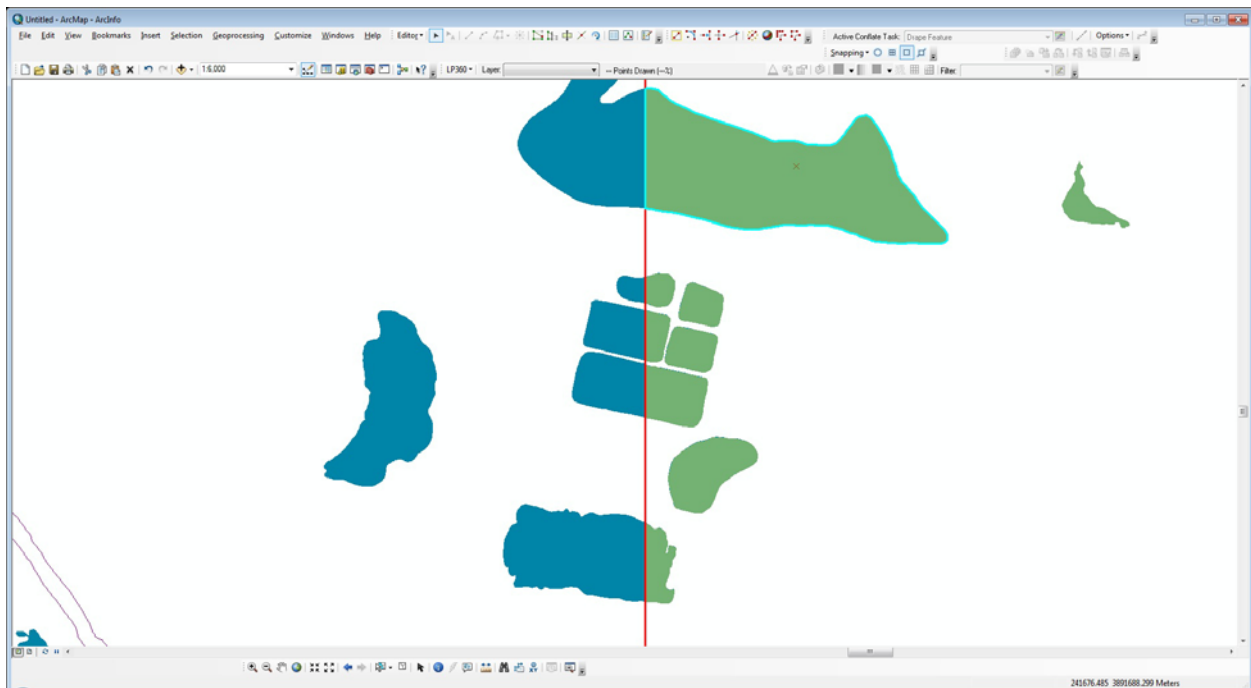 Untitled - ArcMap - ArcInfo
File Edit View Bookmarks Insert Selection Geoprocessing Customize Windows Help Editor Active Conflate Task: Drape Feature Options
Snapping
1:6,000 LP360 Layer: -- Points Drawn (--%) Filter:
241676.485 3891688.299 Meters